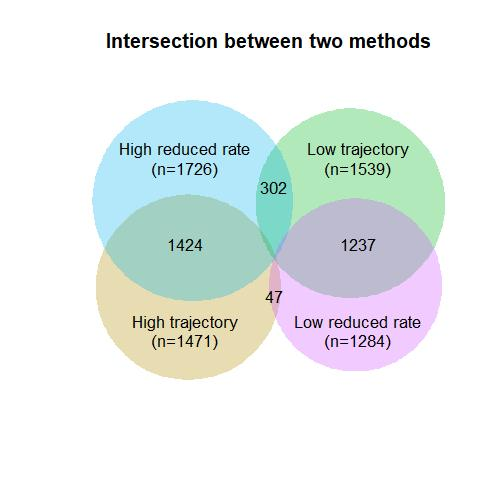 Intersection between two methods
High reduced rate
(n=1726)
Low trajectory
(n=1539)
302
1424
1237
47
High trajectory
(n=1471)
Low reduced rate
(n=1284)